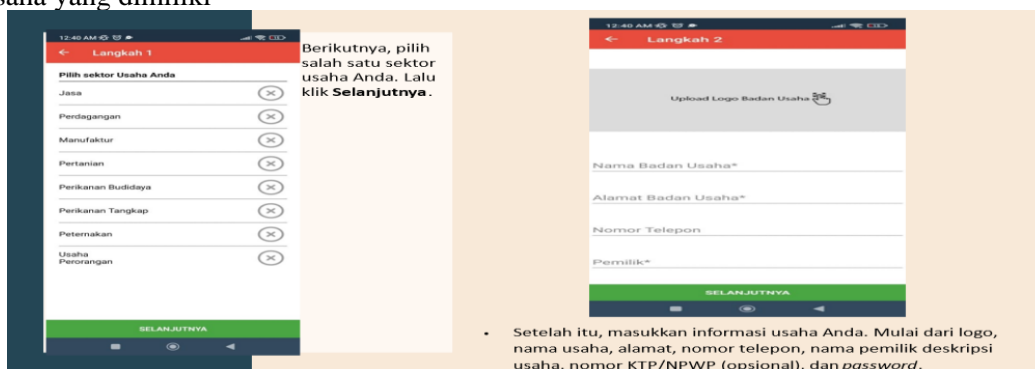 usaha yang dimiliki
12:40 AM
Langkah 1
Pilih sektor Usaha Anda
Jasa
Perdagangan
Manufaktur
Pertanian
Perikanan Budidaya
Perikanan Tangkap
Peternakan
Usaha
Perorangan
SELANJUTNYA
Berikutnya, pilih
salah satu sektor
usaha Anda. Lalu
klik Selanjutnya.
12:40 AM
Langkah 2
Upload Logo Badan Usaha
Nama Badan Usaha*
Alamat Badan Usaha*
Nomor Telepon
Pemilik*
SELANJUTNYA
• Setelah itu, masukkan informasi usaha Anda. Mulai dari logo,
nama usaha, alamat, nomor telepon, nama pemilik deskripsi
usaha, nomor KTP/NPWP (opsional), dan password.